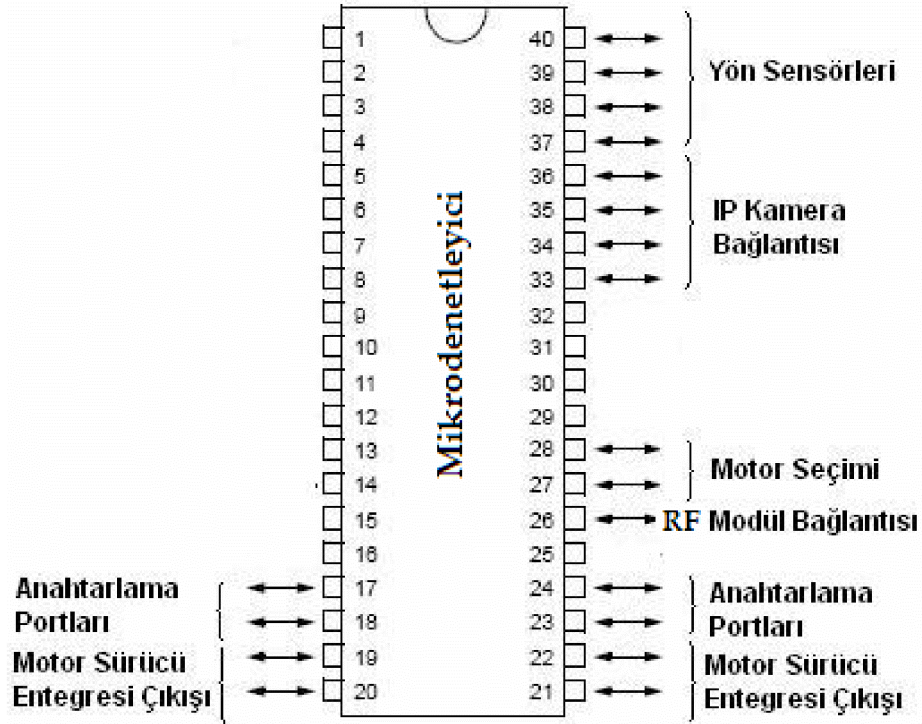 1 40
2 39
3 38
4 37
Yön Sensörleri
5 36
6 35
7 34
8 33
IP Kamera
Bağlantısı
9 32
10 31
11 30
12 29
13 28
14 27
Motor Seçimi
15 26 RF Modül Bağlantısı
16 25
Mikrodenetleyici
Anahtarlama
Portları
17 24
18 23
Anahtarlama
Portları
Motor Sürücü
Entegresi Çıkışı
19 22
20 21
Motor Sürücü
Entegresi Çıkışı